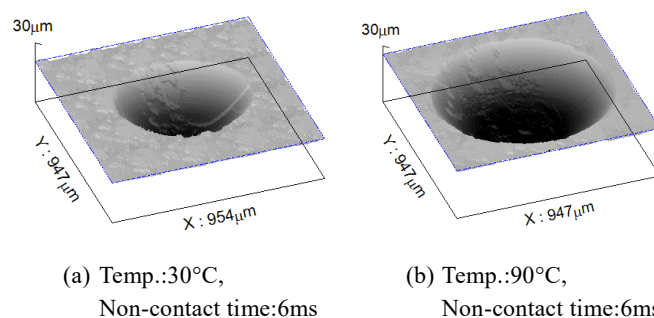 30μm
Y : 947μm
X : 954μm
30μm
Y : 947μm
X : 947μm
(a) Temp.:30°C,
Non-contact time:6ms
(b) Temp.:90°C,
Non-contact time:6ms